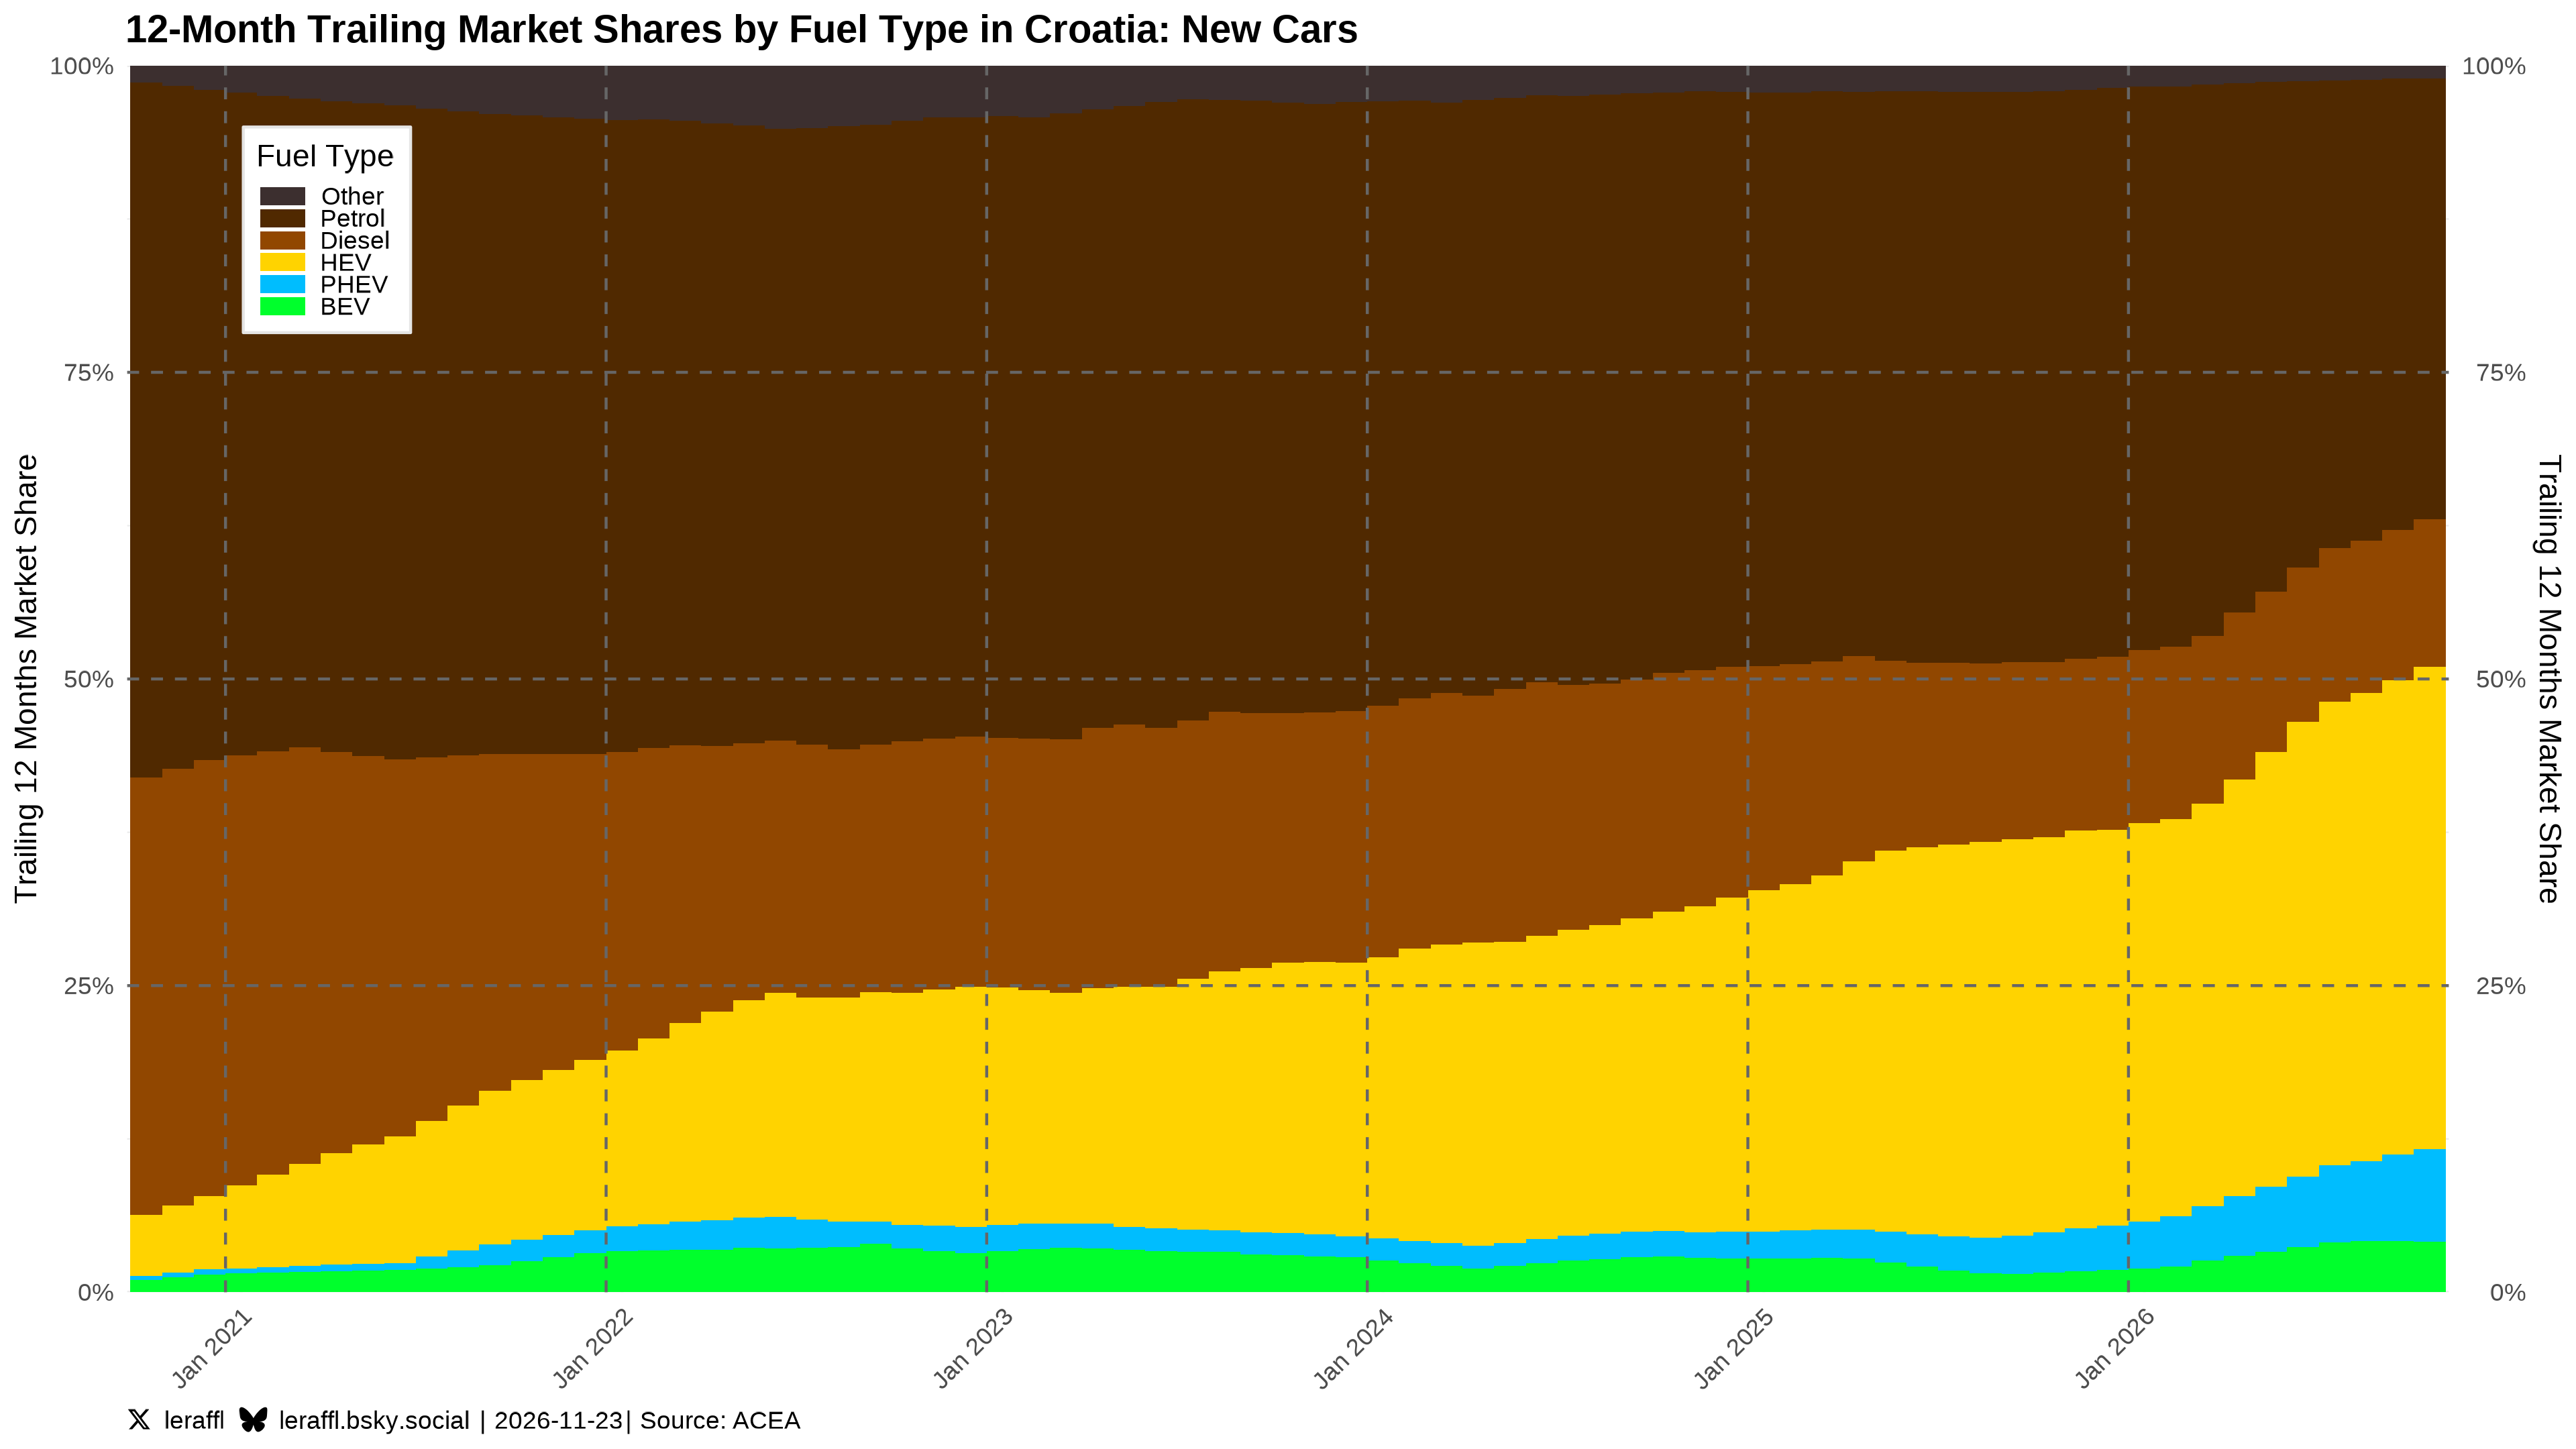 12-Month Trailing Market Shares by Fuel Type in Croatia: New Cars
100%
75%
50%
25%
0%
Trailing 12 Months Market Share
Fuel Type
Other
Petrol
Diesel
HEV
PHEV
BEV
100%
75%
50%
25%
0%
Trailing 12 Months Market Share
Jan 2021
Jan 2022
Jan 2023
Jan 2024
Jan 2025
Jan 2026
leraffl leraffl.bsky.social | 2026-11-23| Source: ACEA